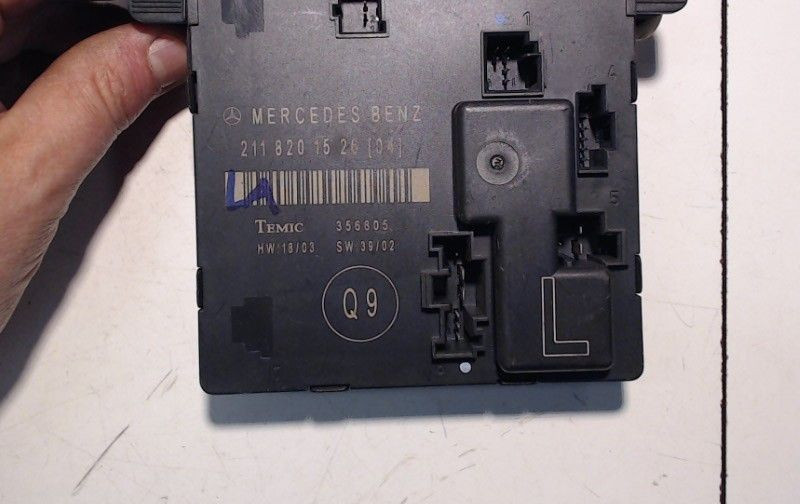 MERCEDES BENZ
211 820 15 26 [04]
LA
TEMIC 356805
HW 18/03 SW 39/02
Q9
L
1
4
5